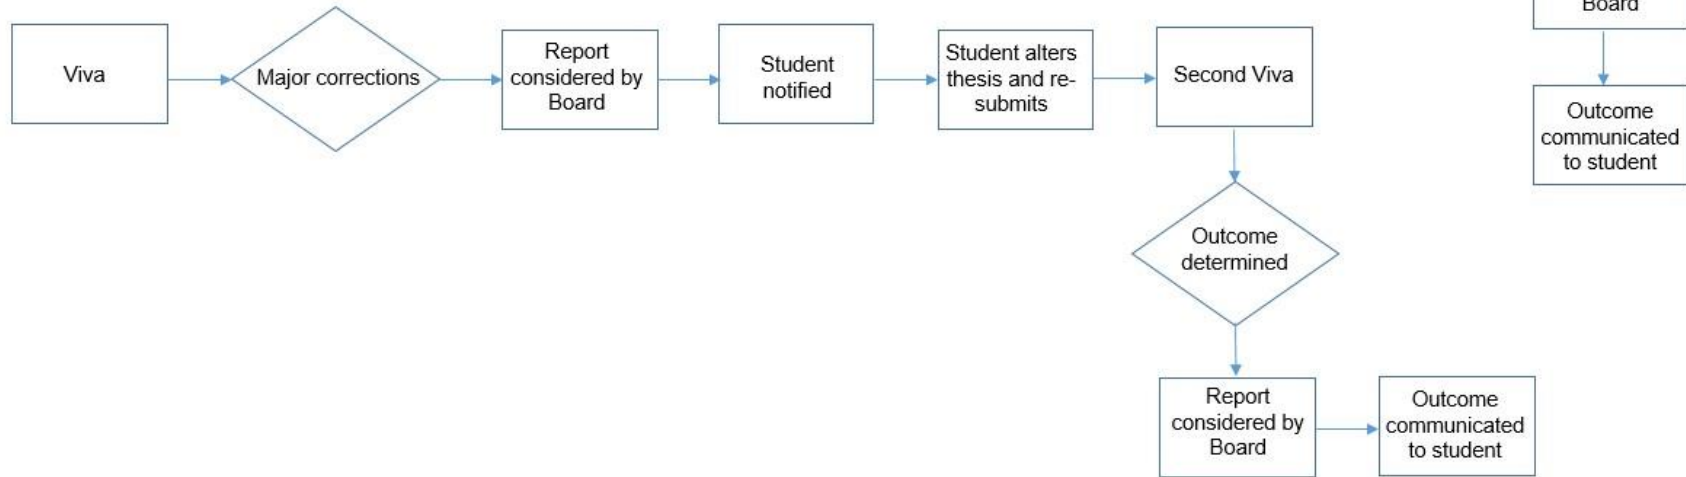 Board
Viva
Major corrections
Report
considered by
Board
Student
notified
Student alters
thesis and re-
submits
Second Viva
Outcome
communicated
to student
Outcome
determined
Report
considered by
Board
Outcome
communicated
to student